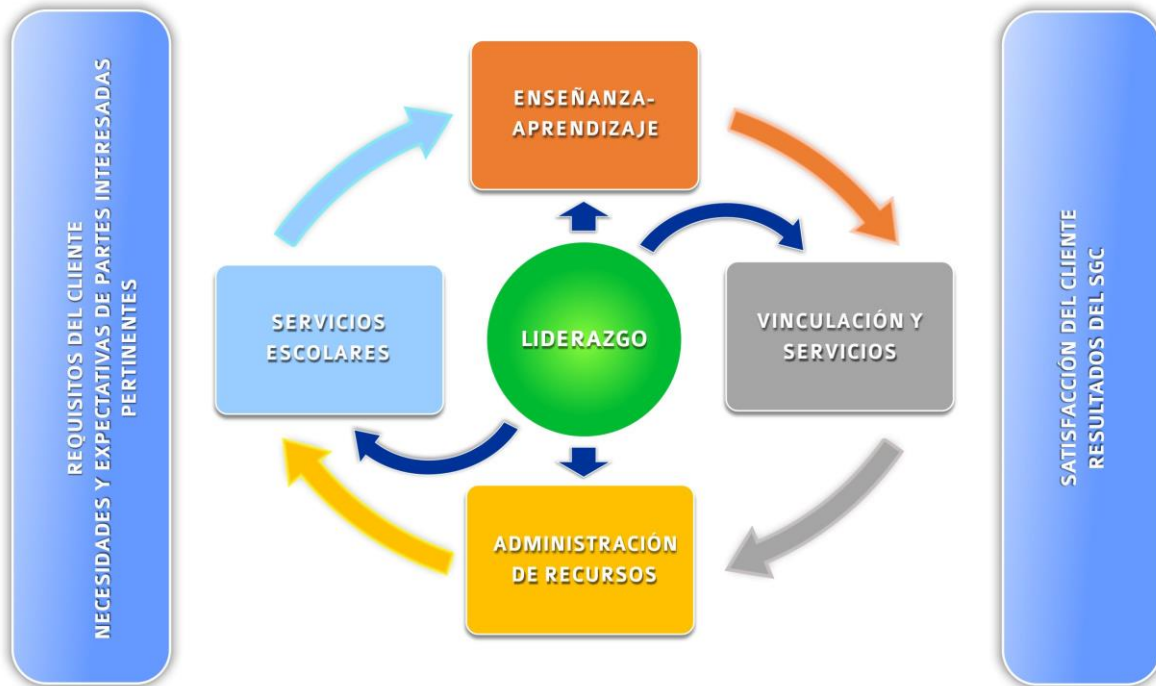 REQUISITOS DEL CLIENTE
NECESIDADES Y EXPECTATIVAS DE PARTES INTERESADAS
PERTINENTES
ENSEÑANZA-
APRENDIZAJE
SERVICIOS
ESCOLARES
LIDERAZGO
VINCULACIÓN Y
SERVICIOS
ADMINISTRACIÓN
DE RECURSOS
SATISFACCIÓN DEL CLIENTE
RESULTADOS DEL SGC